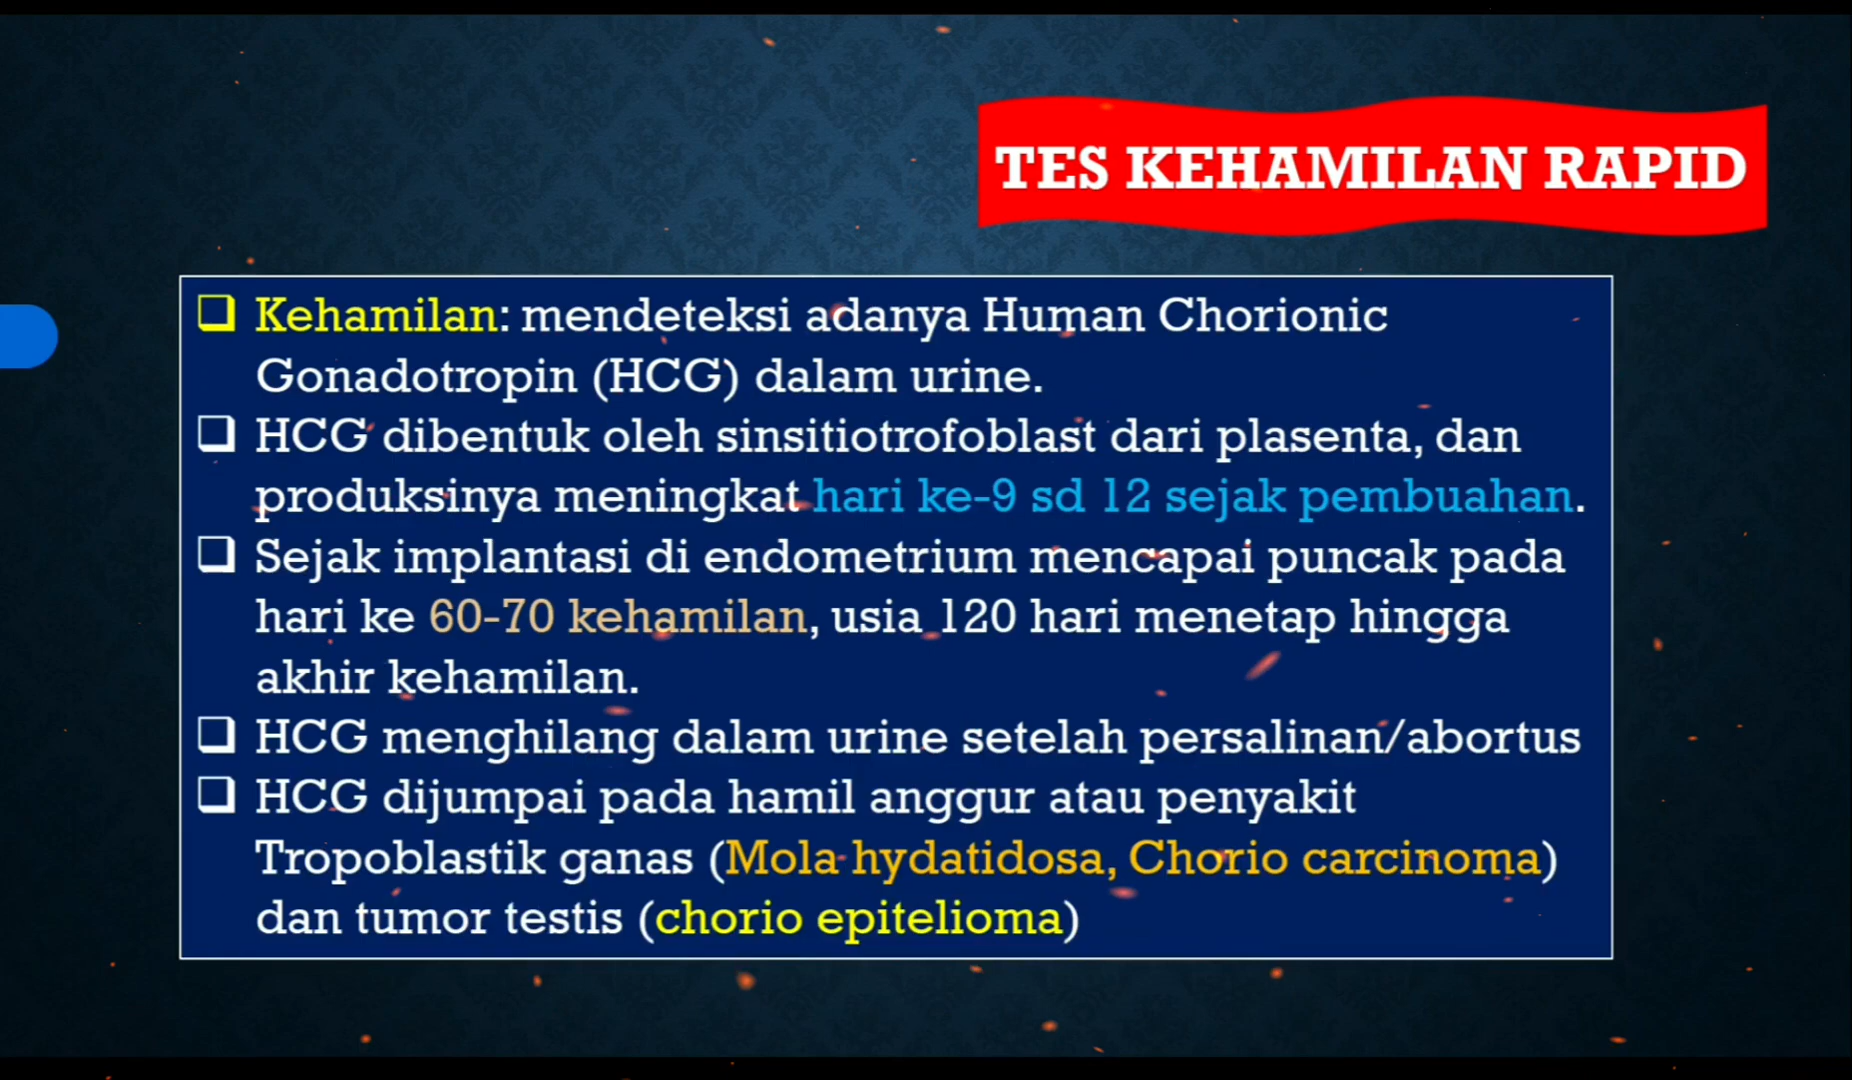 TES KEHAMILAN RAPID
❑ Kehamilan: mendeteksi adanya Human Chorionic
Gonadotropin (HCG) dalam urine.
❑ HCG dibentuk oleh sinsitiotrofoblast dari plasenta, dan
produksinya meningkat hari ke-9 sd 12 sejak pembuahan.
❑ Sejak implantasi di endometrium mencapai puncak pada
hari ke 60-70 kehamilan, usia 120 hari menetap hingga
akhir kehamilan.
❑ HCG menghilang dalam urine setelah persalinan/abortus
❑ HCG dijumpai pada hamil anggur atau penyakit
Tropoblastik ganas (Mola hydatidosa, Chorio carcinoma)
dan tumor testis (chorio epitelioma)